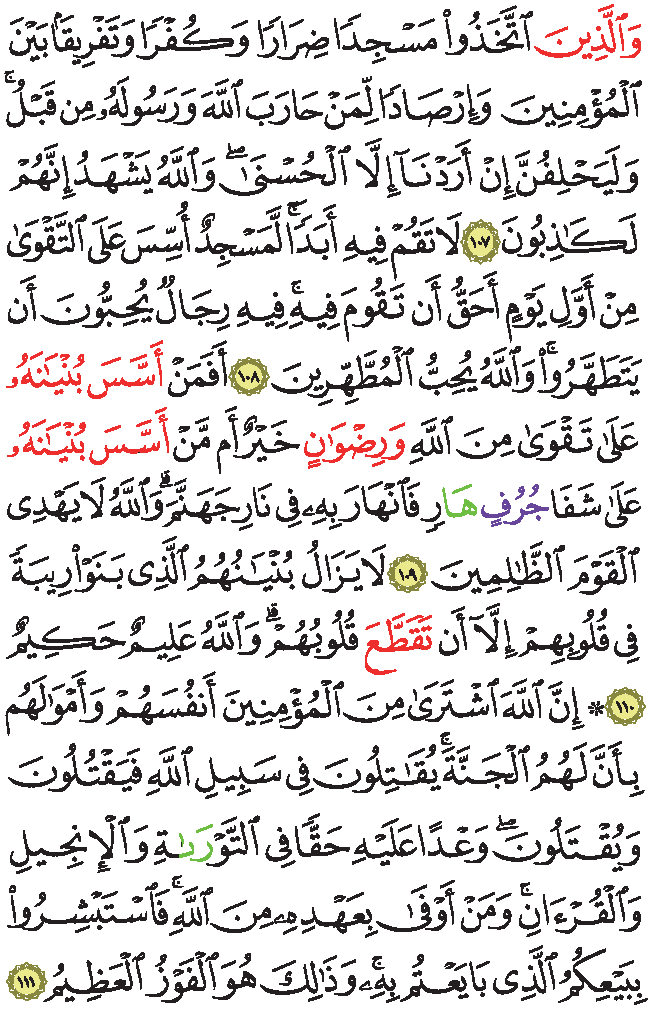 وَٱلَّذِينَ ٱتَّخَذُواْ مَسۡجِدٗا ضِرَارٗا وَكُفۡرٗا وَتَفۡرِيقَۢا بَيۡنَ
ٱلۡمُؤۡمِنِينَ وَإِرۡصَادٗا لِّمَنۡ حَارَبَ ٱللَّهَ وَرَسُولَهُۥ مِن قَبۡلُۚ
وَلَيَحۡلِفُنَّ إِنۡ أَرَدۡنَآ إِلَّا ٱلۡحُسۡنَىٰۖ وَٱللَّهُ يَشۡهَدُ إِنَّهُمۡ
لَكَٰذِبُونَ ١٠٧ لَا تَقُمۡ فِيهِ أَبَدٗاۚ لَّمَسۡجِدٌ أُسِّسَ عَلَى ٱلتَّقۡوَىٰ
مِنۡ أَوَّلِ يَوۡمٍ أَحَقُّ أَن تَقُومَ فِيهِۚ فِيهِ رِجَالٞ يُحِبُّونَ أَن
يَتَطَهَّرُواْۚ وَٱللَّهُ يُحِبُّ ٱلۡمُطَّهِّرِينَ ١٠٨ أَفَمَنۡ أَسَّسَ بُنۡيَٰنَهُۥ
عَلَىٰ تَقۡوَىٰ مِنَ ٱللَّهِ وَرِضۡوَٰنٍ خَيۡرٌ أَم مَّنۡ أَسَّسَ بُنۡيَٰنَهُۥ
عَلَىٰ شَفَا جُرُفٍ هَارٖ فَٱنۡهَارَ بِهِۦ فِي نَارِ جَهَنَّمَۗ وَٱللَّهُ لَا يَهۡدِي
ٱلۡقَوۡمَ ٱلظَّٰلِمِينَ ١٠٩ لَا يَزَالُ بُنۡيَٰنُهُمُ ٱلَّذِي بَنَوۡاْ رِيبَةٗ
فِي قُلُوبِهِمۡ إِلَّآ أَن تَقَطَّعَ قُلُوبُهُمۡۗ وَٱللَّهُ عَلِيمٌ حَكِيمٌ
١١٠ ۞ إِنَّ ٱللَّهَ ٱشۡتَرَىٰ مِنَ ٱلۡمُؤۡمِنِينَ أَنفُسَهُمۡ وَأَمۡوَٰلَهُم
بِأَنَّ لَهُمُ ٱلۡجَنَّةَۚ يُقَٰتِلُونَ فِي سَبِيلِ ٱللَّهِ فَيَقۡتُلُونَ
وَيُقۡتَلُونَۖ وَعۡدًا عَلَيۡهِ حَقّٗا فِي ٱلتَّوۡرَىٰةِ وَٱلۡإِنجِيلِ
وَٱلۡقُرۡءَانِۚ وَمَنۡ أَوۡفَىٰ بِعَهۡدِهِۦ مِنَ ٱللَّهِۚ فَٱسۡتَبۡشِرُواْ
بِبَيۡعِكُمُ ٱلَّذِي بَايَعۡتُم بِهِۦۚ وَذَٰلِكَ هُوَ ٱلۡفَوۡزُ ٱلۡعَظِيمُ ١١١